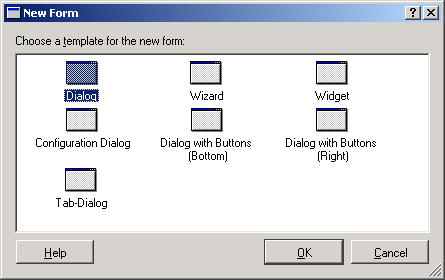 New Form
Choose a template for the new form:
Dialog
Wizard
Widget
Configuration Dialog
Dialog with Buttons
(Bottom)
Dialog with Buttons
(Right)
Tab-Dialog
Help
OK
Cancel